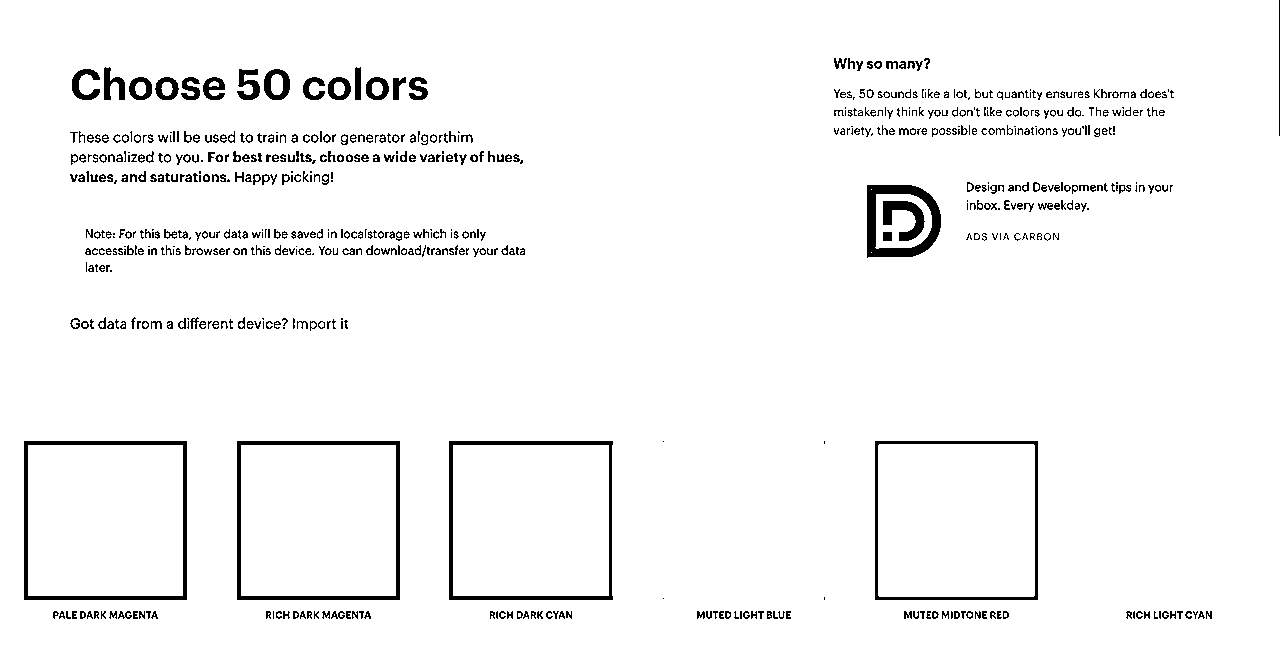 Choose 50 colors
These colors will be used to train a color generator algorthim
personalized to you. For best results, choose a wide variety of hues,
values, and saturations. Happy picking!
Note: For this beta, your data will be saved in localstorage which is only
accessible in this browser on this device. You can download/transfer your data
later.
Got data from a different device? Import it
Why so many?
Yes, 50 sounds like a lot, but quantity ensures Khroma does't
mistakenly think you don't like colors you do. The wider the
variety, the more possible combinations you'll get!
Design and Development tips in your
inbox. Every weekday.
ADS VIA CARBON
PALE DARK MAGENTA
RICH DARK MAGENTA
RICH DARK CYAN
MUTED LIGHT BLUE
MUTED MIDTONE RED
RICH LIGHT CYAN